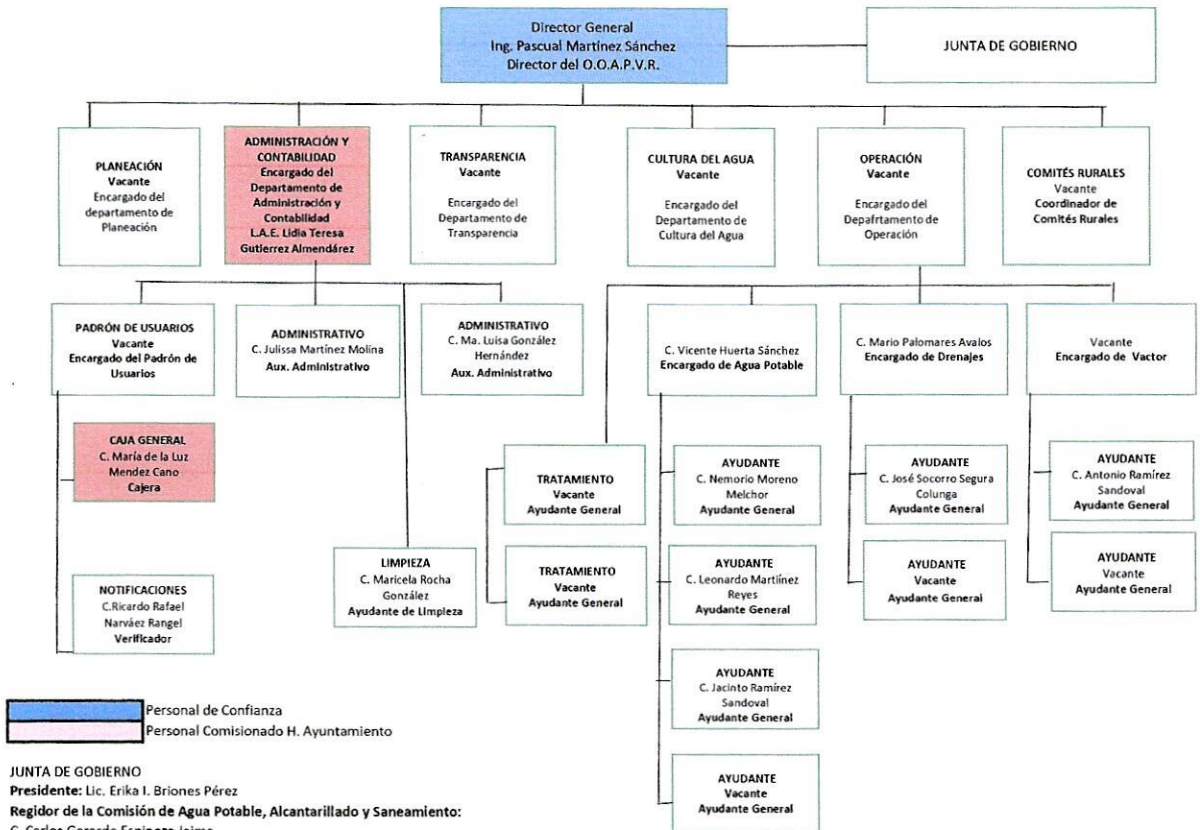 Director General
Ing. Pascual Martínez Sánchez
Director del O.O.A.P.V.R.
JUNTA DE GOBIERNO
PLANEACIÓN
Vacante
Encargado del
departamento de
Planeación
ADMINISTRACIÓN Y
CONTABILIDAD
Encargado del
Departamento de
Administración y
Contabilidad
L.A.E. Lidia Teresa
Gutierrez Almendárez
TRANSPARENCIA
Vacante
Encargado del
Departamento de
Transparencia
CULTURA DEL AGUA
Vacante
Encargado del
Departamento de
Cultura del Agua
OPERACIÓN
Vacante
Encargado del
Depafrtamento de
Operación
COMITÉS RURALES
Vacante
Coordinador de
Comités Rurales
PADRÓN DE USUARIOS
Vacante
Encargado del Padrón de
Usuarios
ADMINISTRATIVO
C. Julissa Martínez Molina
Aux. Administrativo
ADMINISTRATIVO
C. Ma. Luisa González
Hernández
Aux. Administrativo
C. Vicente Huerta Sánchez
Encargado de Agua Potable
C. Mario Palomares Avalos
Encargado de Drenajes
Vacante
Encargado de Vactor
CAJA GENERAL
C. María de la Luz
Mendez Cano
Cajera
TRATAMIENTO
Vacante
Ayudante General
AYUDANTE
C. Nemorio Moreno
Melchor
Ayudante General
AYUDANTE
C. José Socorro Segura
Colunga
Ayudante General
AYUDANTE
C. Antonio Ramírez
Sandoval
Ayudante General
NOTIFICACIONES
C.Ricardo Rafael
Narváez Rangel
Verificador
LIMPIEZA
C. Maricela Rocha
González
Ayudante de Limpieza
TRATAMIENTO
Vacante
Ayudante General
AYUDANTE
C. Leonardo Martíinez
Reyes
Ayudante General
AYUDANTE
Vacante
Ayudante General
AYUDANTE
Vacante
Ayudante General
AYUDANTE
C. Jacinto Ramírez
Sandoval
Ayudante General
AYUDANTE
Vacante
Ayudante General
Personal de Confianza
Personal Comisionado H. Ayuntamiento
JUNTA DE GOBIERNO
Presidente: Lic. Erika I. Briones Pérez
Regidor de la Comisión de Agua Potable, Alcantarillado y Saneamiento:
C. Carlos Gerardo Espinoza Jaime